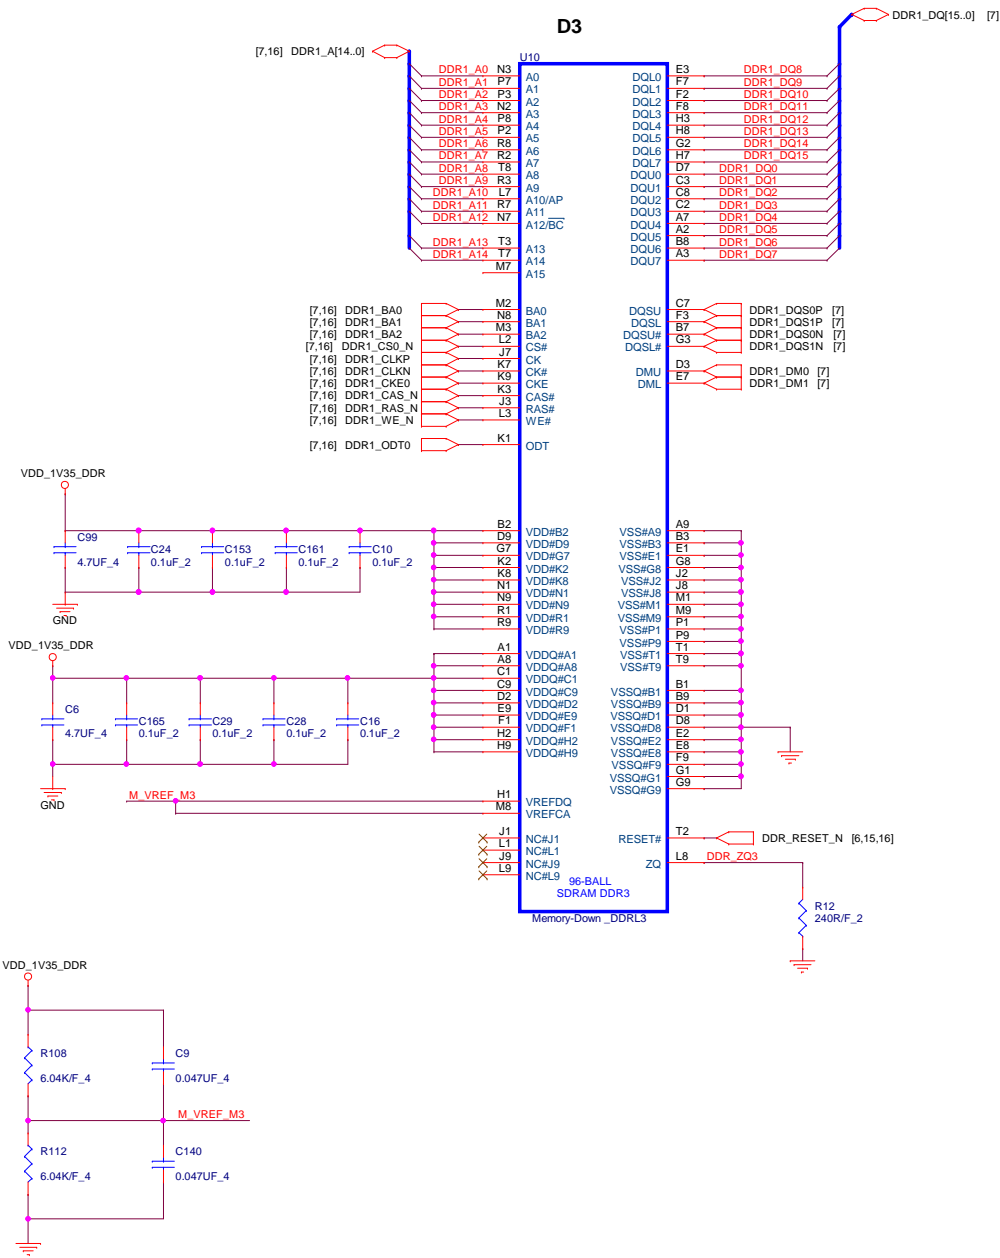 DDR1_DQ[15..0] [7]
D3
[7,16] DDR1_A[14..0]
U10
DDR1_A0 N3 A0 DQL0 E3 DDR1_DQ8
DDR1_A1 P7 A1 DQL1 F7 DDR1_DQ9
DDR1_A2 P3 A2 DQL2 F2 DDR1_DQ10
DDR1_A3 N2 A3 DQL3 F8 DDR1_DQ11
DDR1_A4 P8 A4 DQL4 H3 DDR1_DQ12
DDR1_A5 P2 A5 DQL5 H8 DDR1_DQ13
DDR1_A6 R8 A6 DQL6 G2 DDR1_DQ14
DDR1_A7 R2 A7 DQL7 H7 DDR1_DQ15
DDR1_A8 T8 A8 DQU0 D7 DDR1_DQ0
DDR1_A9 R3 A9 DQU1 C3 DDR1_DQ1
DDR1_A10 L7 A10/AP DQU2 C8 DDR1_DQ2
DDR1_A11 R7 A11 DQU3 C2 DDR1_DQ3
DDR1_A12 N7 A12/BC DQU4 A7 DDR1_DQ4
DQU5 A2 DDR1_DQ5
DDR1_A13 T3 A13 DQU6 B8 DDR1_DQ6
DDR1_A14 T7 A14 DQU7 A3 DDR1_DQ7
M7 A15
[7,16] DDR1_BA0 M2 BA0 DQSU C7 DDR1_DQS0P [7]
[7,16] DDR1_BA1 N8 BA1 DQSL F3 DDR1_DQS1P [7]
[7,16] DDR1_BA2 M3 BA2 DQSU# B7 DDR1_DQS0N [7]
[7,16] DDR1_CS0_N L2 CS# DQSL# G3 DDR1_DQS1N [7]
[7,16] DDR1_CLKP J7 CK
[7,16] DDR1_CLKN K7 CK# DMU D3 DDR1_DM0 [7]
[7,16] DDR1_CKE0 K9 CKE DML E7 DDR1_DM1 [7]
[7,16] DDR1_CAS_N K3 CAS#
[7,16] DDR1_RAS_N J3 RAS#
[7,16] DDR1_WE_N L3 WE#
[7,16] DDR1_ODT0 K1 ODT
VDD_1V35_DDR
B2 VDD#B2 VSS#A9 A9
D9 VDD#D9 VSS#B3 B3
G7 VDD#G7 VSS#E1 E1
K2 VDD#K2 VSS#G8 G8
K8 VDD#K8 VSS#J2 J2
N1 VDD#N1 VSS#J8 J8
N9 VDD#N9 VSS#M1 M1
R1 VDD#R1 VSS#M9 M9
R9 VDD#R9 VSS#P1 P1
VSS#P9 P9
C99 C24 C153 C161 C10
4.7UF_4 0.1uF_2 0.1uF_2 0.1uF_2 0.1uF_2
GND
VDD_1V35_DDR
A1 VDDQ#A1 VSS#T1 T1
A8 VDDQ#A8 VSS#T9 T9
C1 VDDQ#C1
C9 VDDQ#C9 VSSQ#B1 B1
D2 VDDQ#D2 VSSQ#B9 B9
E9 VDDQ#E9 VSSQ#D1 D1
F1 VDDQ#F1 VSSQ#D8 D8
H2 VDDQ#H2 VSSQ#E2 E2
H9 VDDQ#H9 VSSQ#E8 E8
VSSQ#F9 F9
VSSQ#G1 G1
VSSQ#G9 G9
C6 C165 C29 C28 C16
4.7UF_4 0.1uF_2 0.1uF_2 0.1uF_2 0.1uF_2
GND
M_VREF_M3 H1 VREFDQ
M8 VREFCA
J1 NC#J1 RESET# T2 DDR_RESET_N [6,15,16]
L1 NC#L1
J9 NC#J9 ZQ L8 DDR_ZQ3
L9 NC#L9
96-BALL
SDRAM DDR3
Memory-Down _DDRL3
R12
240R/F_2
VDD_1V35_DDR
R108 C9
6.04K/F_4 0.047UF_4
M_VREF_M3
R112 C140
6.04K/F_4 0.047UF_4